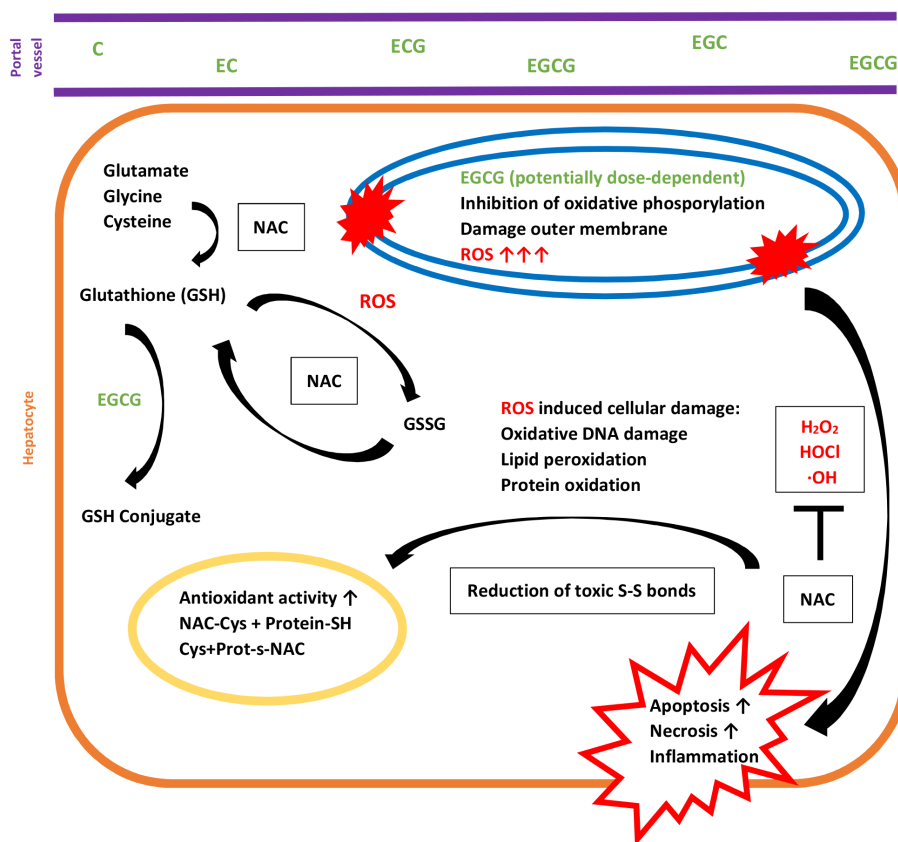 Portal
vessel
C
EC
ECG
EGCG
EGC
EGCG
Hepatocyte
Glutamate
Glycine
Cysteine
NAC
EGCG (potentially dose-dependent)
Inhibition of oxidative phosporylation
Damage outer membrane
ROS ↑↑↑
Glutathione (GSH)
ROS
NAC
EGCG
GSSG
GSH Conjugate
ROS induced cellular damage:
Oxidative DNA damage
Lipid peroxidation
Protein oxidation
H₂O₂
HOCl
·OH
NAC
Reduction of toxic S-S bonds
Antioxidant activity ↑
NAC-Cys + Protein-SH
Cys+Prot-s-NAC
Apoptosis ↑
Necrosis ↑
Inflammation